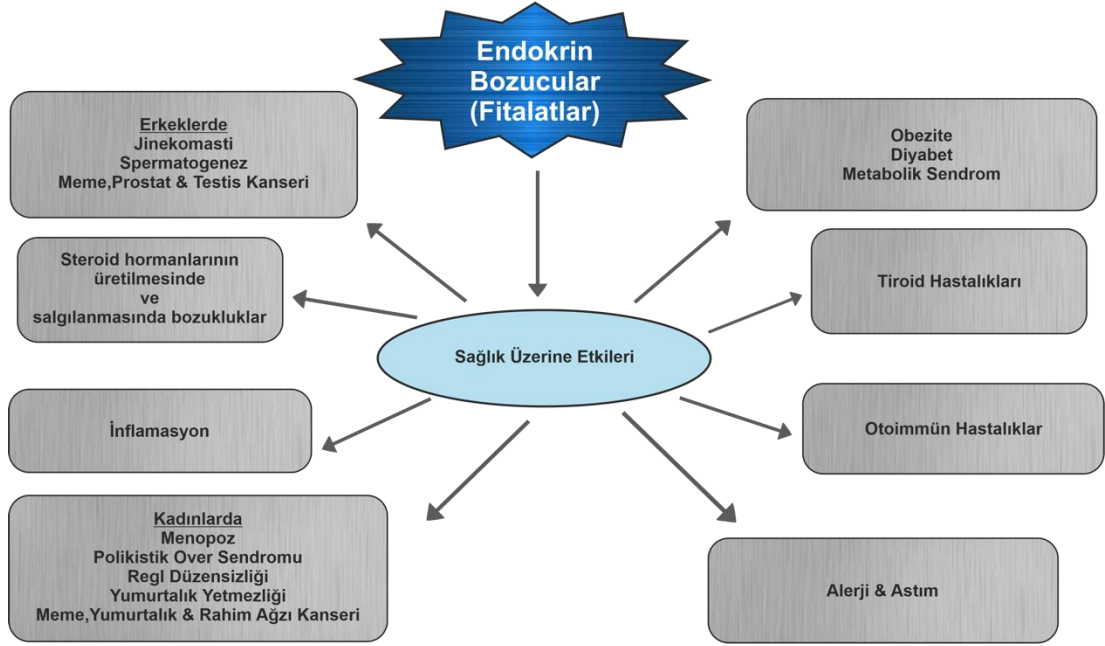 Endokrin
Bozucular
(Fitalatlar)
Erkeklerde
Jinekomasti
Spermatogenez
Meme,Prostat & Testis Kanseri
Obezite
Diyabet
Metabolik Sendrom
Steroid hormanlarının
üretilmesinde
ve
salgılanmasında bozukluklar
Tiroid Hastalıkları
Sağlık Üzerine Etkileri
İnflamasyon
Otoimmün Hastalıklar
Kadınlarda
Menopoz
Polikistik Over Sendromu
Regl Düzensizliği
Yumurtalık Yetmezliği
Meme,Yumurtalık & Rahim Ağzı Kanseri
Alerji & Astım